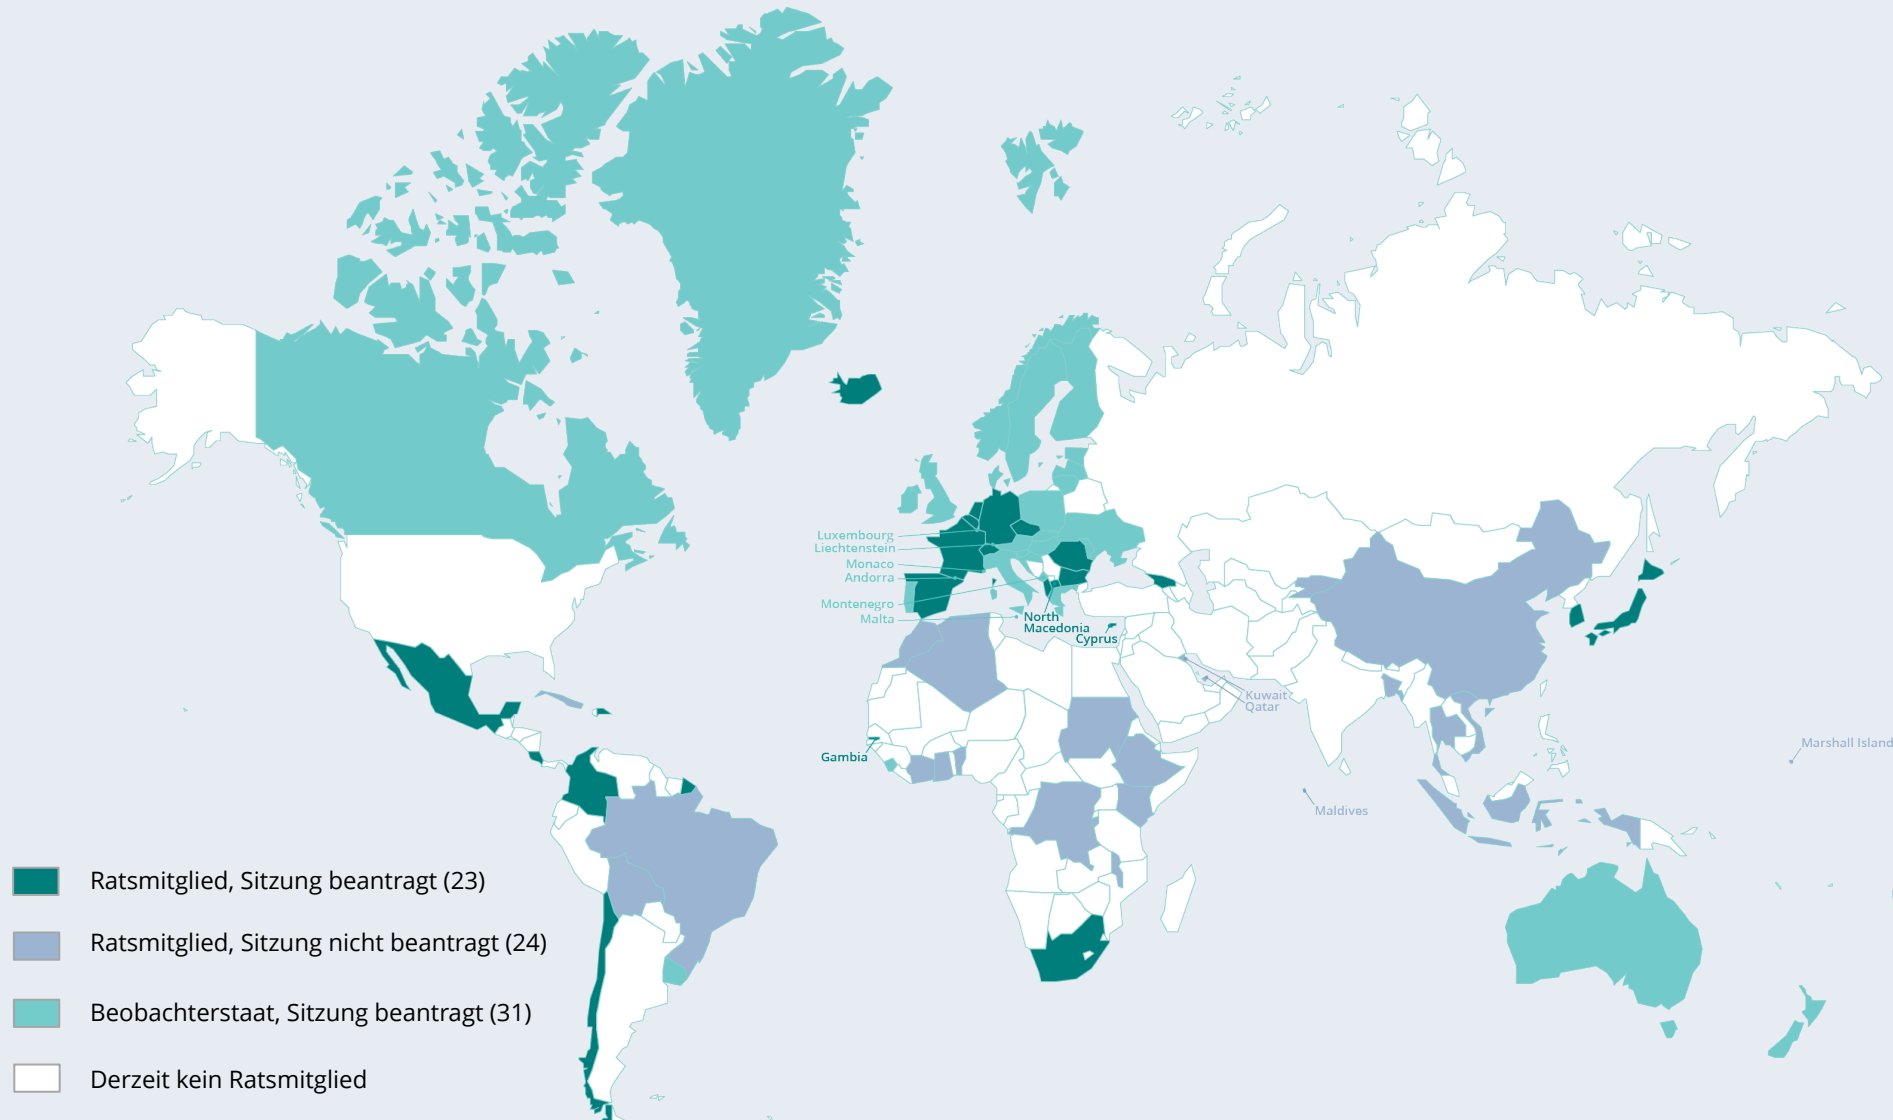 Luxembourg
Liechtenstein
Monaco
Andorra
Montenegro
Malta
North
Macedonia
Cyprus
Kuwait
Qatar
Gambia
Marshall Island
Maldives
Ratsmitglied, Sitzung beantragt (23)
Ratsmitglied, Sitzung nicht beantragt (24)
Beobachterstaat, Sitzung beantragt (31)
Derzeit kein Ratsmitglied